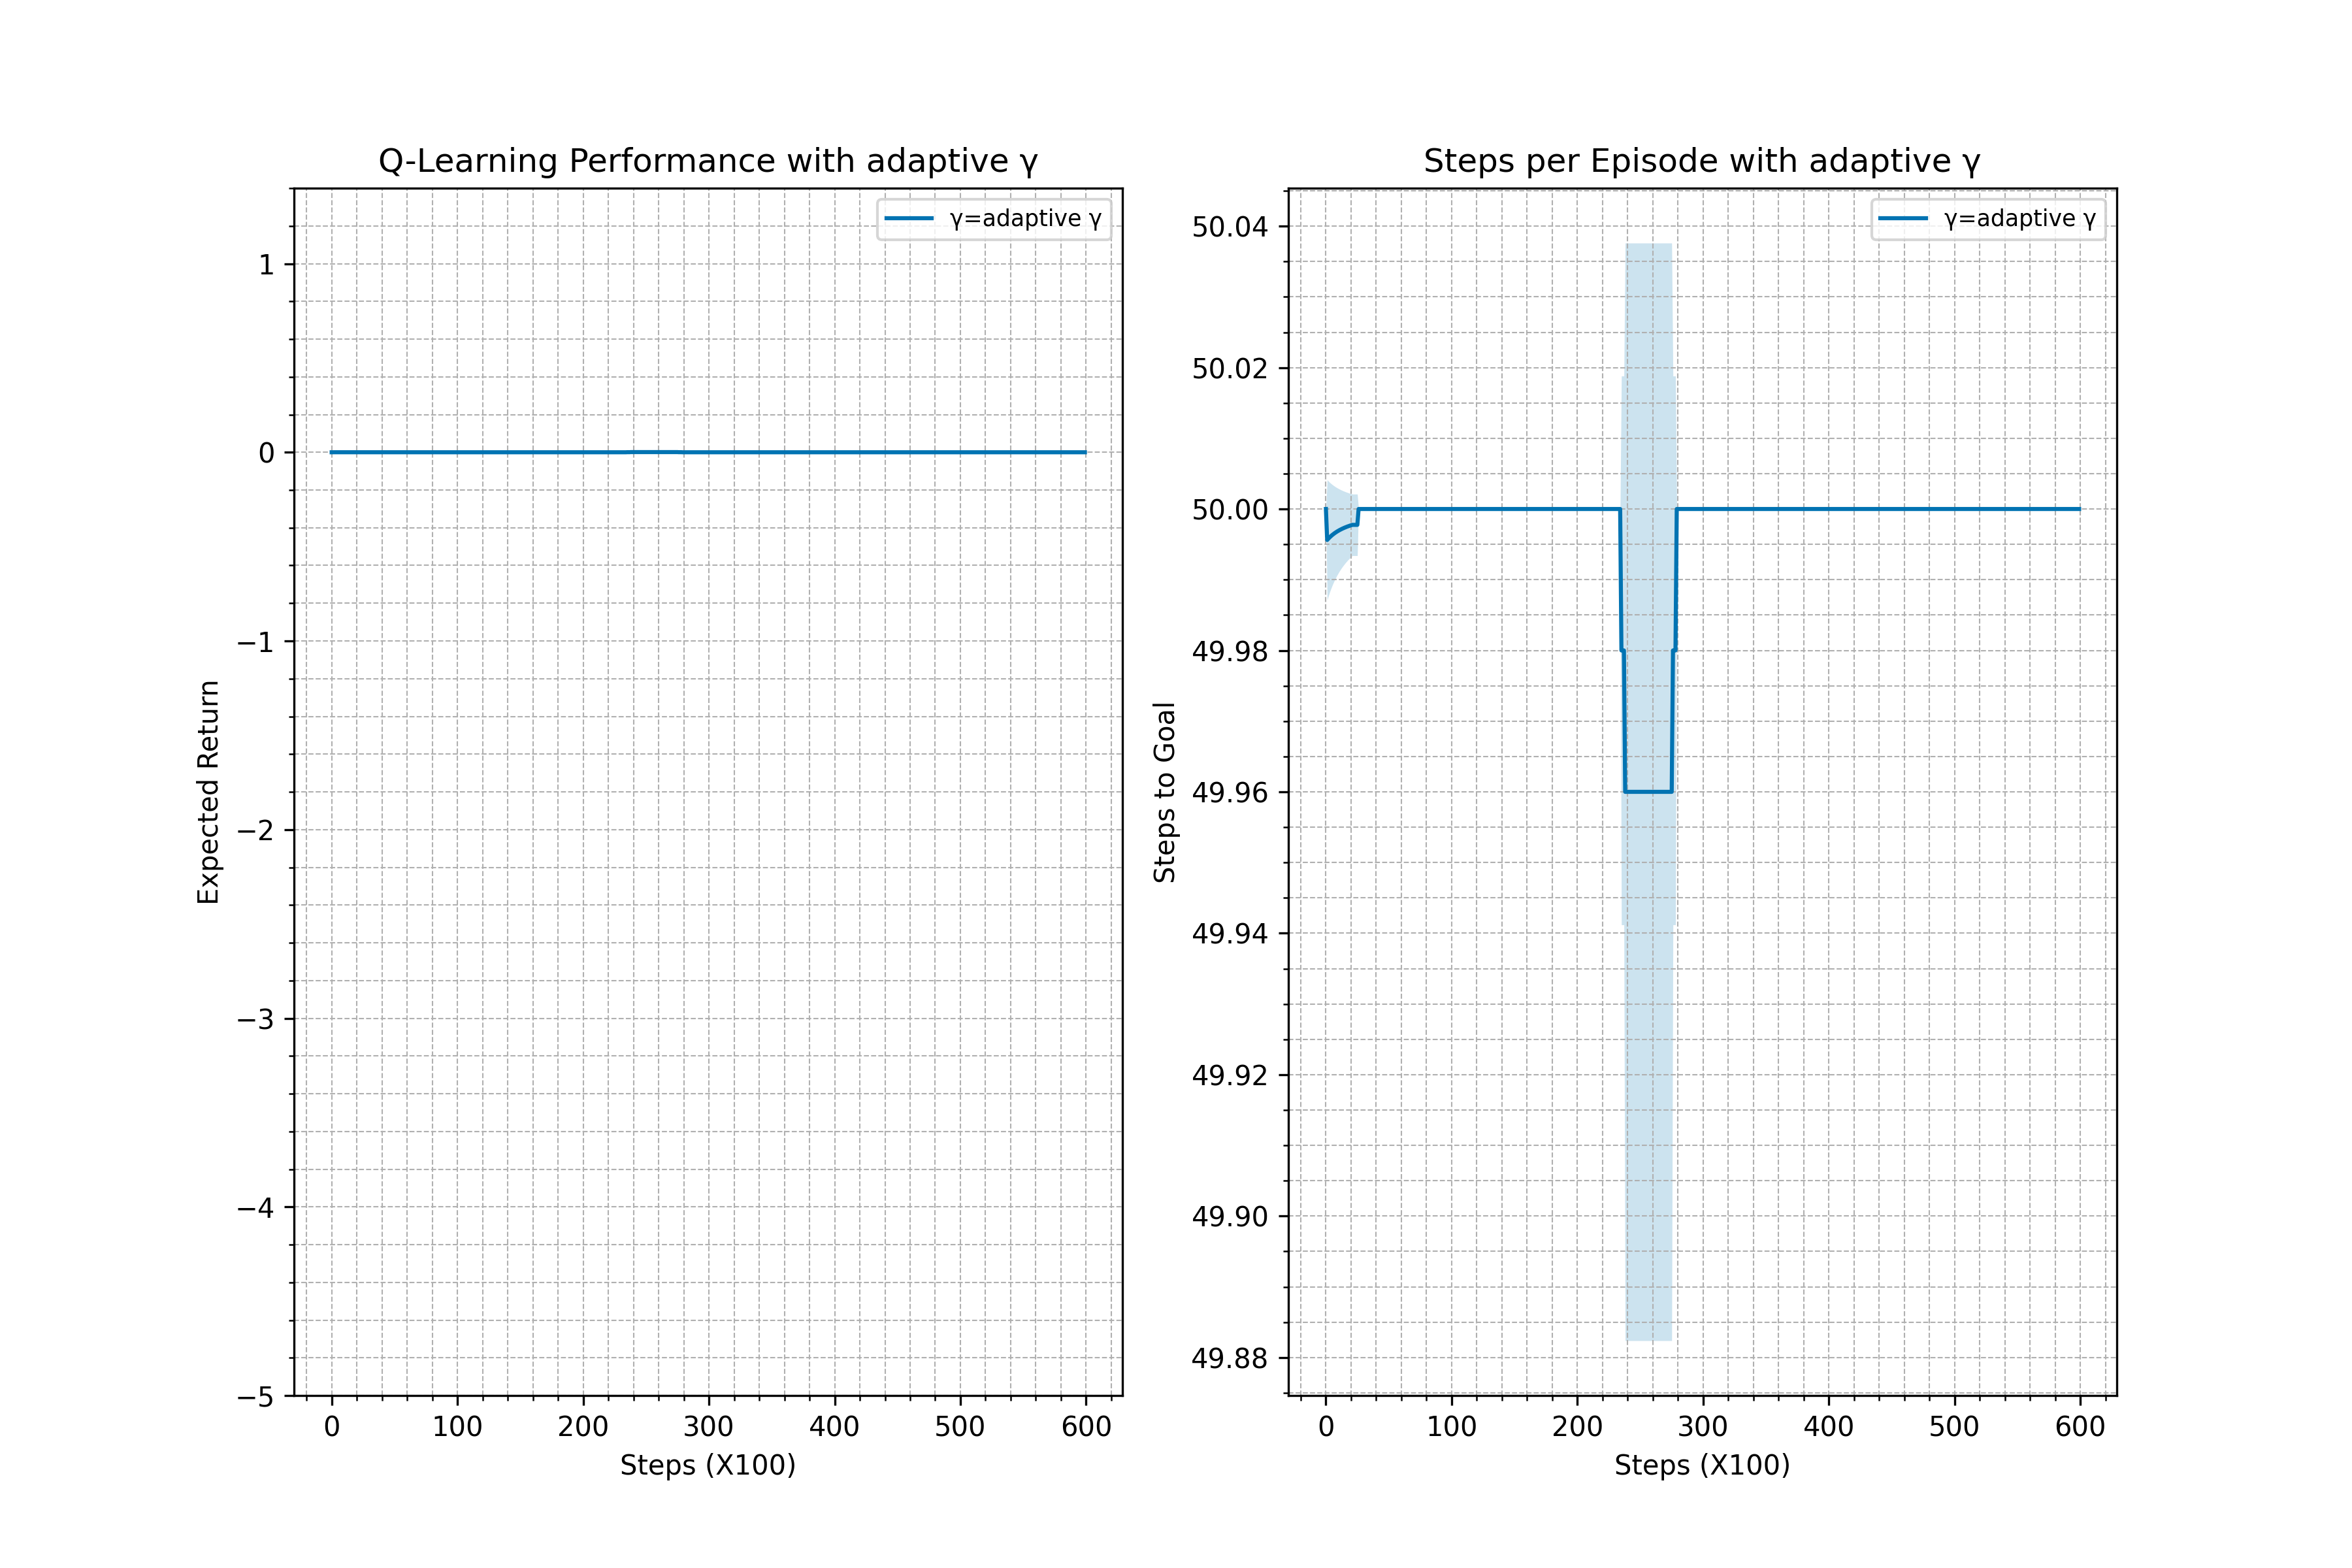 Q-Learning Performance with adaptive γ
γ=adaptive γ
Expected Return
1
0
−1
−2
−3
−4
−5
0 100 200 300 400 500 600
Steps (X100)
Steps per Episode with adaptive γ
γ=adaptive γ
Steps to Goal
50.04
50.02
50.00
49.98
49.96
49.94
49.92
49.90
49.88
0 100 200 300 400 500 600
Steps (X100)